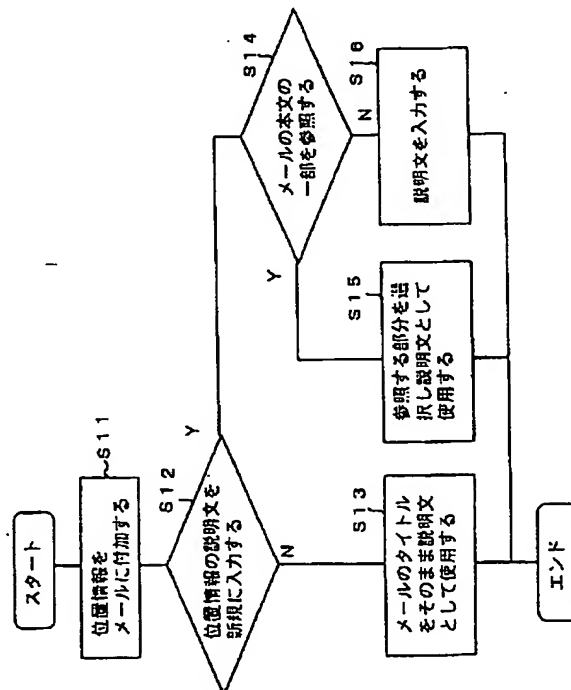 スタート
位置情報を
メールに付加する
S11
位置情報の説明文を
新規に入力する
S12
Y
N
メールのタイトル
をそのまま説明文
として使用する
S13
メールの本文の
一部を参照する
S14
Y
N
参照する部分を選
択し説明文として
使用する
S15
説明文を入力する
S16
エンド